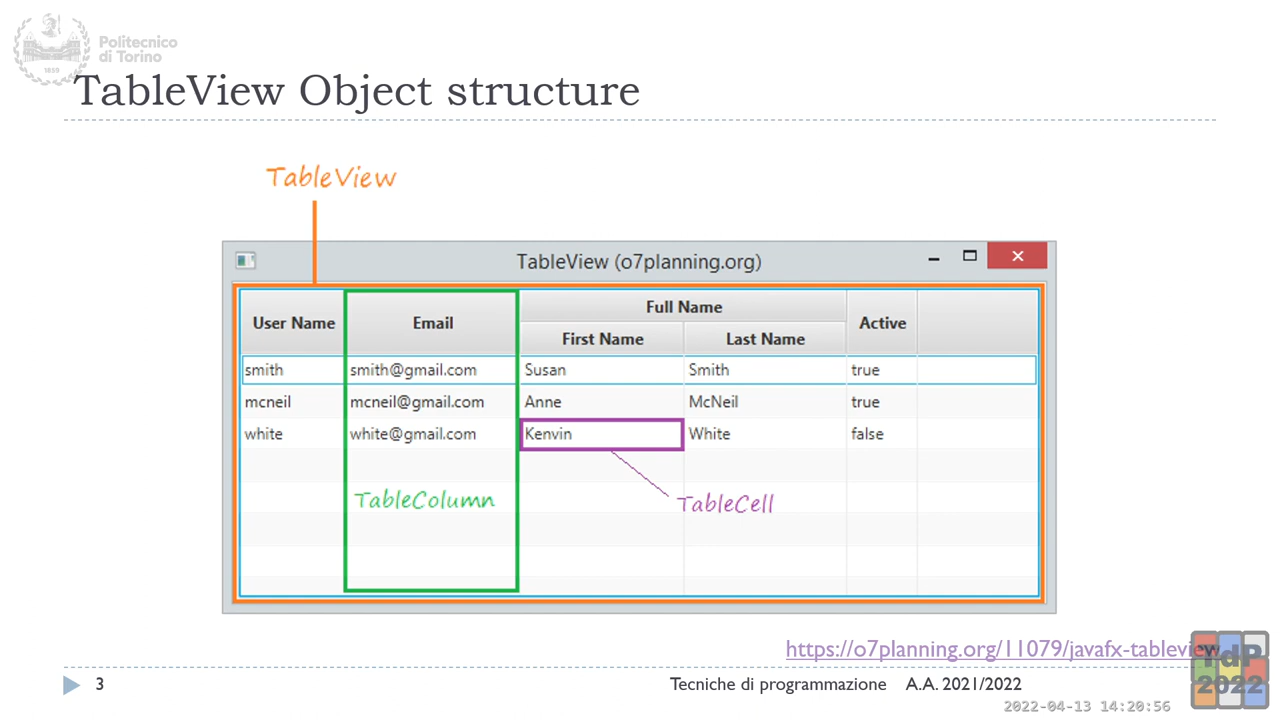 Politecnico
di Torino
1859
TableView Object structure
TableView
TableView (o7planning.org)
User Name Email Full Name Active
First Name Last Name
smith smith@gmail.com Susan Smith true
mcneil mcneil@gmail.com Anne McNeil true
white white@gmail.com Kenvin White false
TableColumn
TableCell
https://o7planning.org/11079/javafx-tableview
TdP
2022
3 Tecniche di programmazione A.A. 2021/2022
2022-04-13 14:20:56